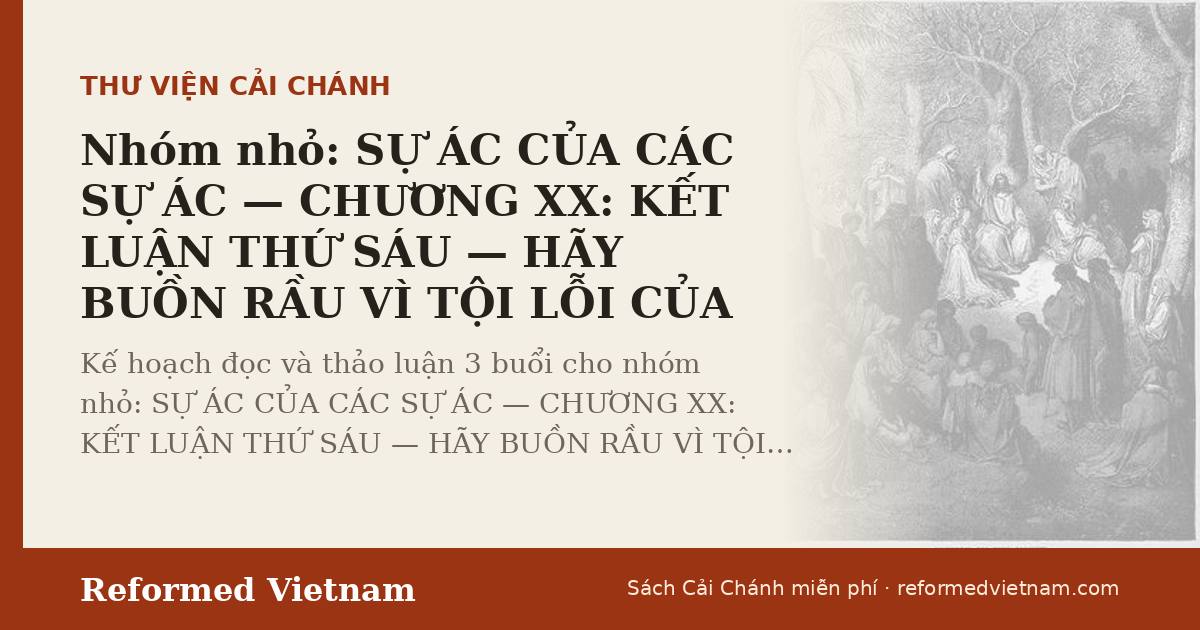 THƯ VIỆN CẢI CHÁNH
Nhóm nhỏ: SỰ ÁC CỦA CÁC
SỰ ÁC — CHƯƠNG XX: KẾT
LUẬN THỨ SÁU — HÃY
BUỒN RẦU VÌ TỘI LỖI CỦA
Kế hoạch đọc và thảo luận 3 buổi cho nhóm
nhỏ: SỰ ÁC CỦA CÁC SỰ ÁC — CHƯƠNG XX:
KẾT LUẬN THỨ SÁU — HÃY BUỒN RẦU VÌ TỘI…
Reformed Vietnam
Sách Cải Chánh miễn phí · reformedvietnam.com